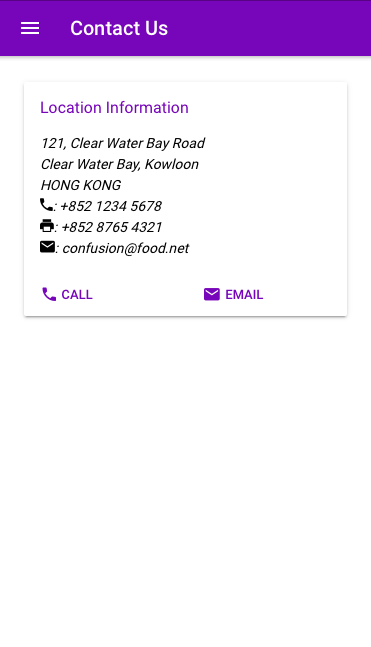 Contact Us
Location Information
121, Clear Water Bay Road
Clear Water Bay, Kowloon
HONG KONG
: +852 1234 5678
: +852 8765 4321
: confusion@food.net
CALL
EMAIL